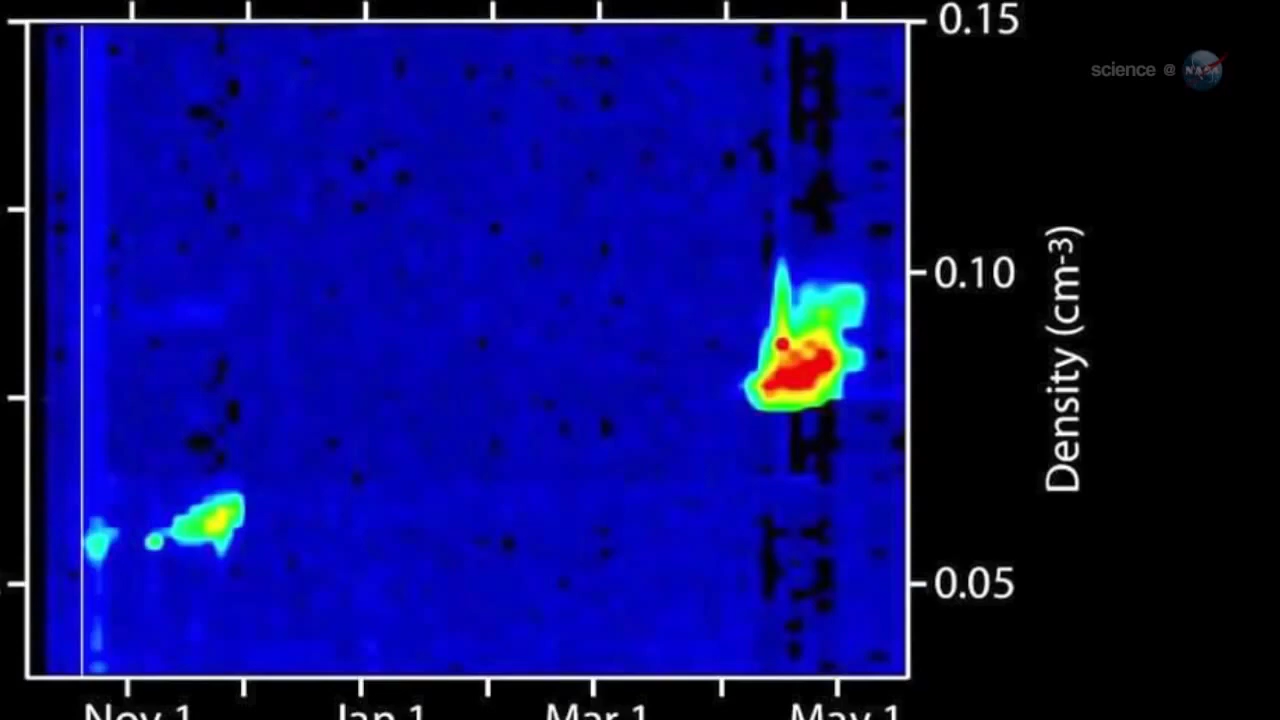 0.15
science @ NASA
0.10
Density (cm-3)
0.05
Nov 1 Jan 1 Mar 1 May 1